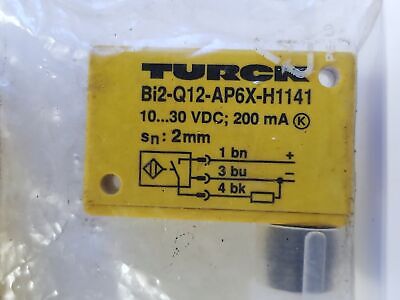 TURCK
Bi2-Q12-AP6X-H1141
10...30 VDC; 200 mA Ⓚ
sn: 2mm
1 bn +
3 bu −
4 bk